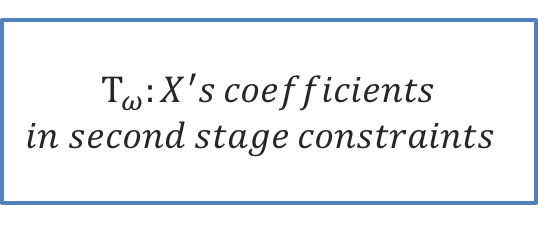 T_ω: X's coefficients
in second stage constraints